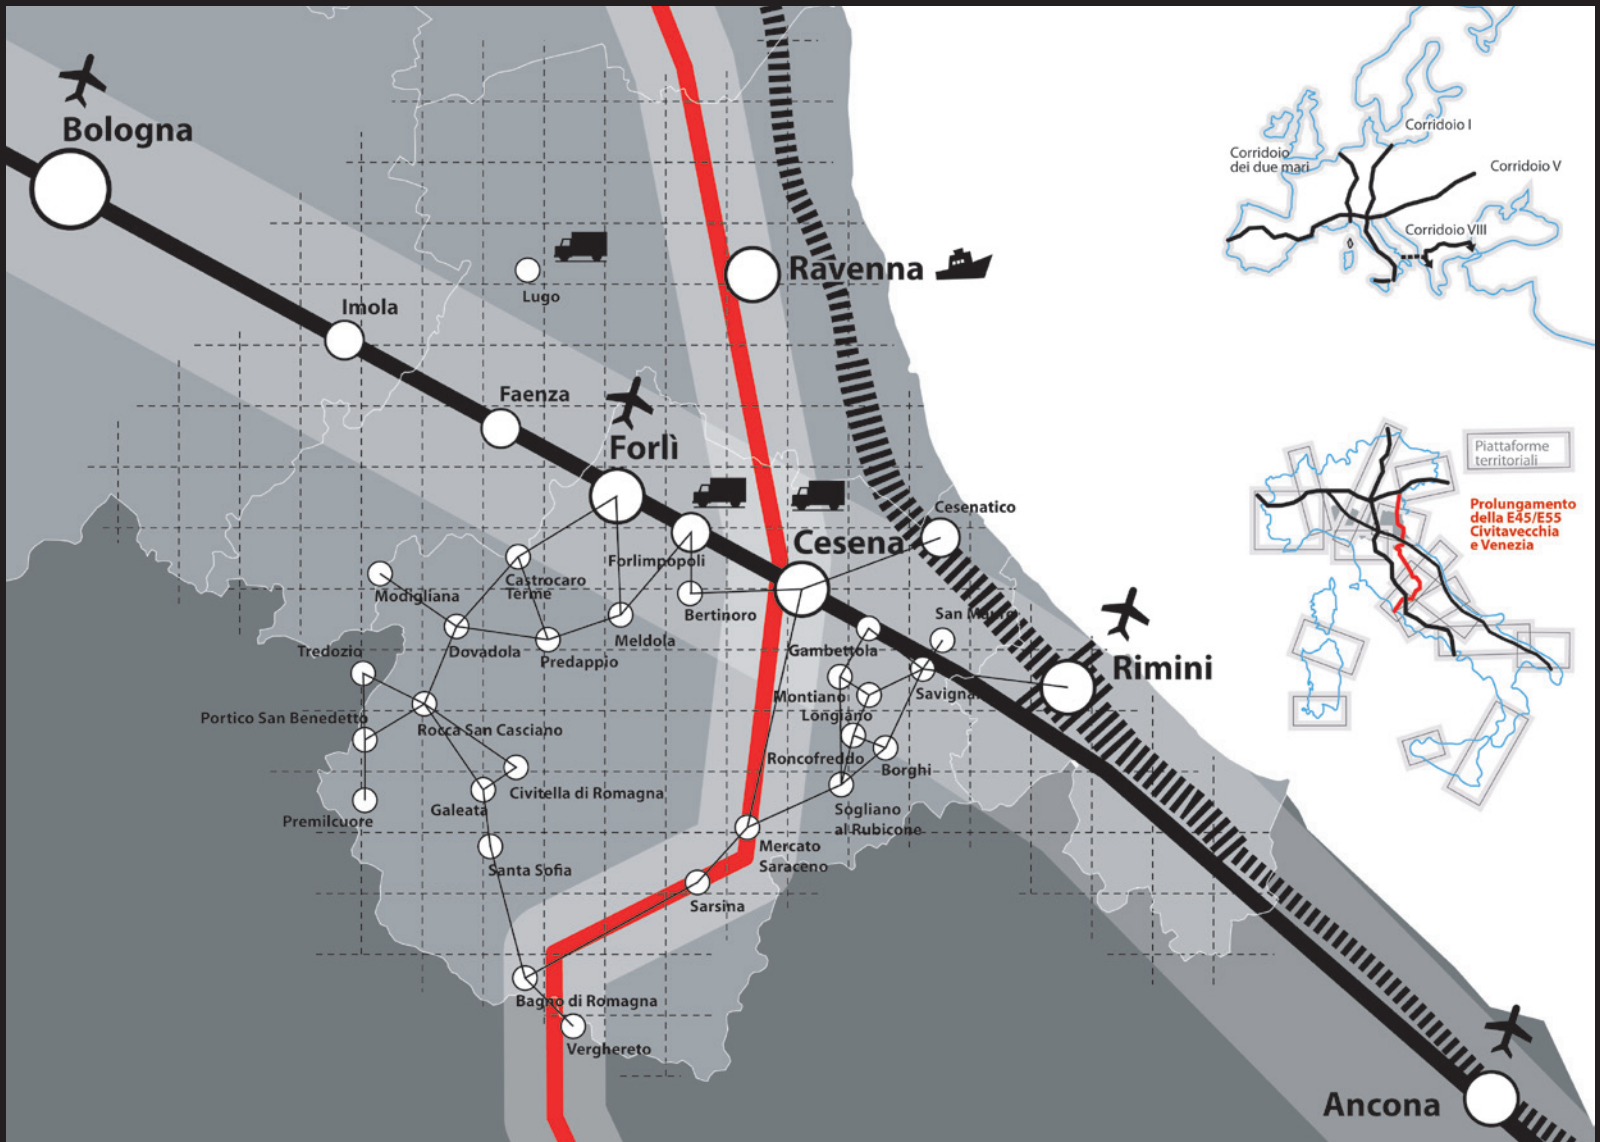 Bologna
Imola
Lugo
Ravenna
Faenza
Forlì
Forlimpopoli
Cesena
Cesenatico
Castrocaro
Terme
Modigliana
Bertinoro
Meldola
Dovadola
Predappio
Tredozio
Gambettola
San Mauro
Rimini
Montiano
Savigna
Longiano
Portico San Benedetto
Rocca San Casciano
Roncofreddo
Borghi
Civitella di Romagna
Galeata
Premilcuore
Sogliano
al Rubicone
Mercato
Saraceno
Santa Sofia
Sarsina
Bagno di Romagna
Verghereto
Ancona
Corridoio I
Corridoio
dei due mari
Corridoio V
Corridoio VIII
Piattaforme
territoriali
Prolungamento
della E45/E55
Civitavecchia
e Venezia